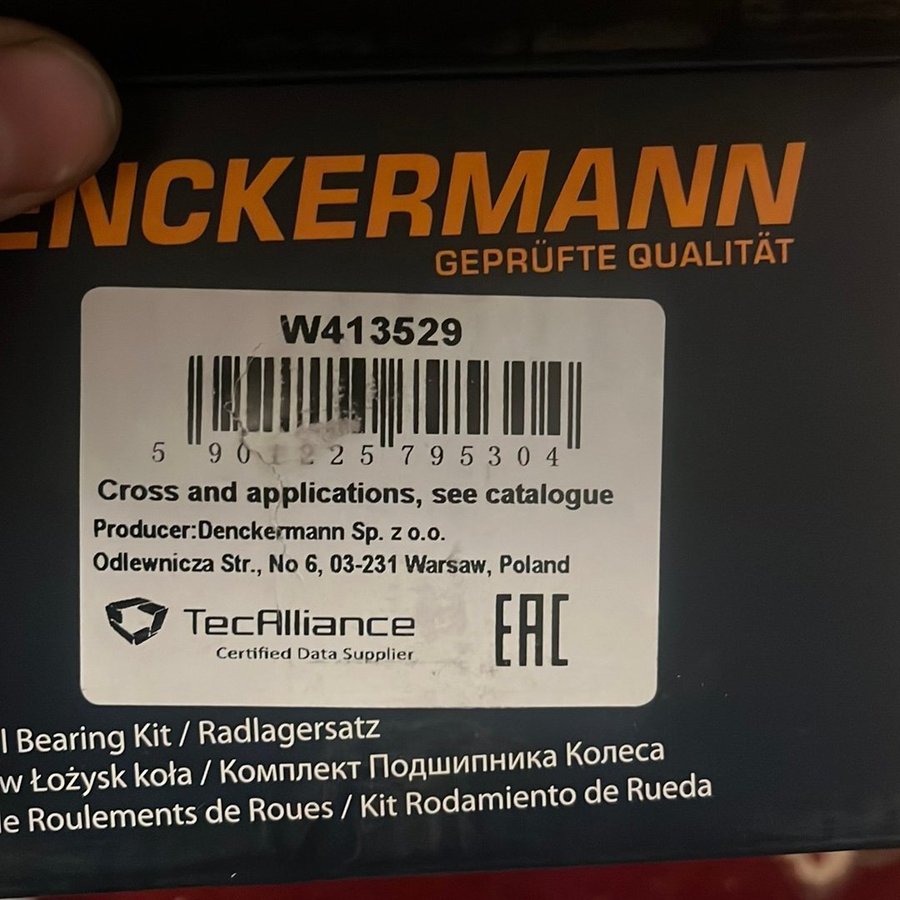 ENCKERMANN
GEPRÜFTE QUALITÄT
W413529
5 901225 795304
Cross and applications, see catalogue
Producer:Denckermann Sp. z o.o.
Odlewnicza Str., No 6, 03-231 Warsaw, Poland
TecAlliance
Certified Data Supplier
EAC
l Bearing Kit / Radlagersatz
w Łożysk koła / Комплект Подшипника Колеса
le Roulements de Roues / Kit Rodamiento de Rueda